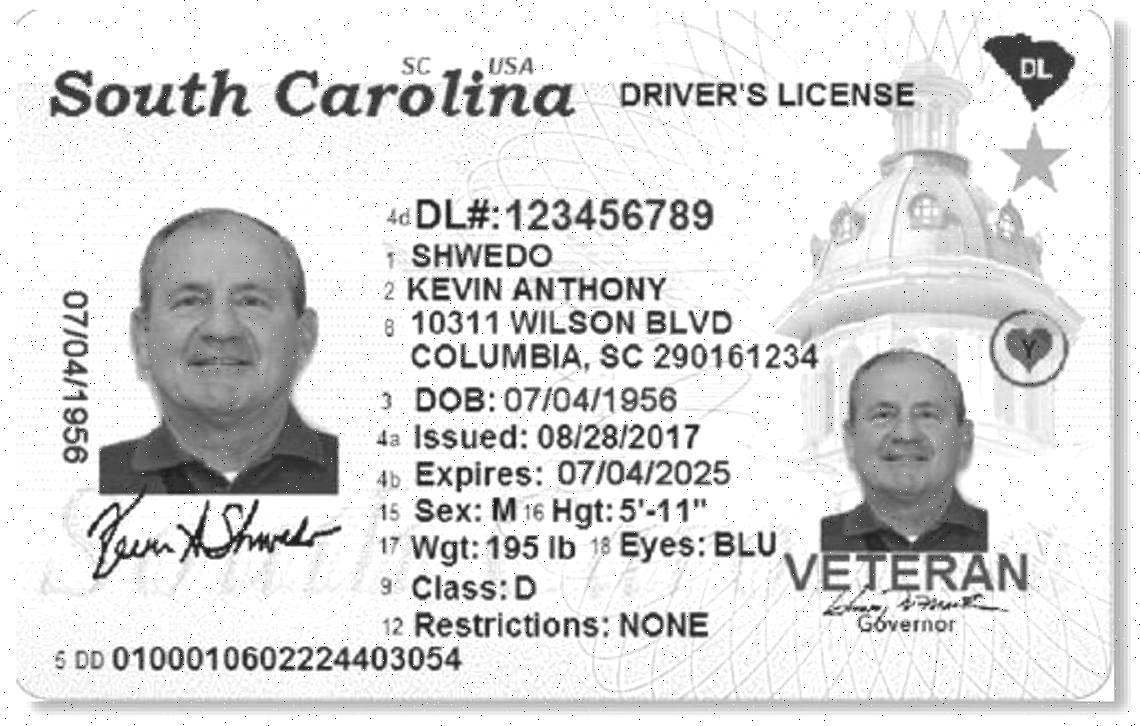 SC USA
South Carolina DRIVER'S LICENSE
DL
4d DL#:123456789
1 SHWEDO
2 KEVIN ANTHONY
8 10311 WILSON BLVD
COLUMBIA, SC 290161234
3 DOB: 07/04/1956
4a Issued: 08/28/2017
4b Expires: 07/04/2025
15 Sex: M 16 Hgt: 5'-11"
17 Wgt: 195 lb 18 Eyes: BLU
9 Class: D
12 Restrictions: NONE
07/04/1956
Kevin A Shwedo
Y
VETERAN
Governor
5 DD 0100010602224403054